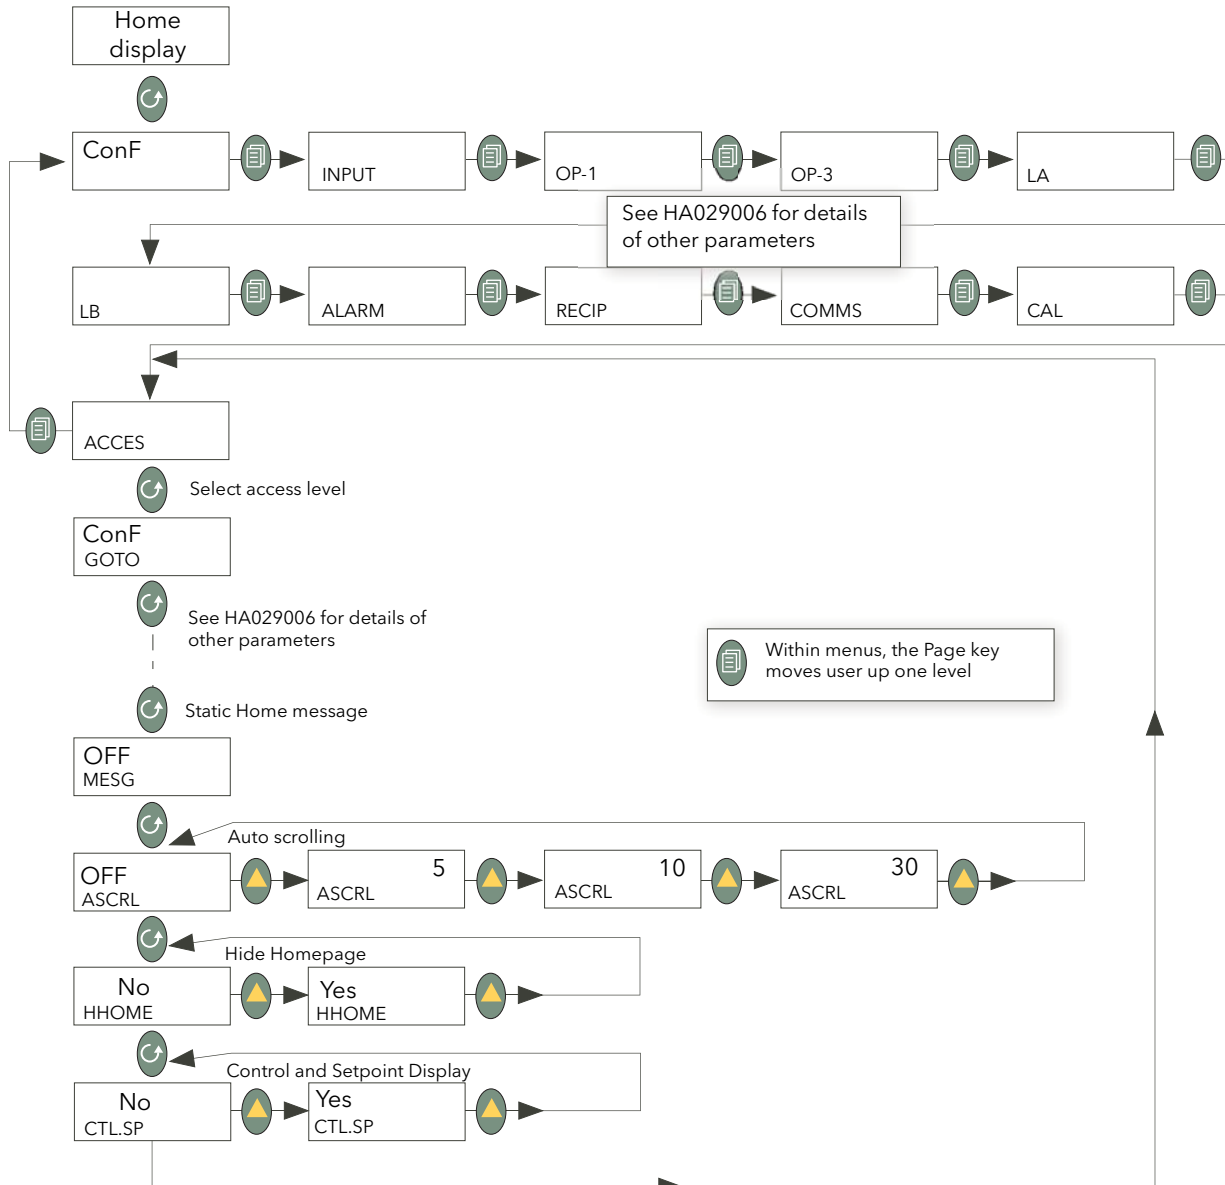 Home
display
ConF
INPUT
OP-1
OP-3
LA
See HA029006 for details
of other parameters
LB
ALARM
RECIP
COMMS
CAL
ACCES
Select access level
ConF
GOTO
See HA029006 for details of
other parameters
Within menus, the Page key
moves user up one level
Static Home message
OFF
MESG
Auto scrolling
OFF
ASCRL
5
ASCRL
10
ASCRL
30
ASCRL
Hide Homepage
No
HHOME
Yes
HHOME
Control and Setpoint Display
No
CTL.SP
Yes
CTL.SP